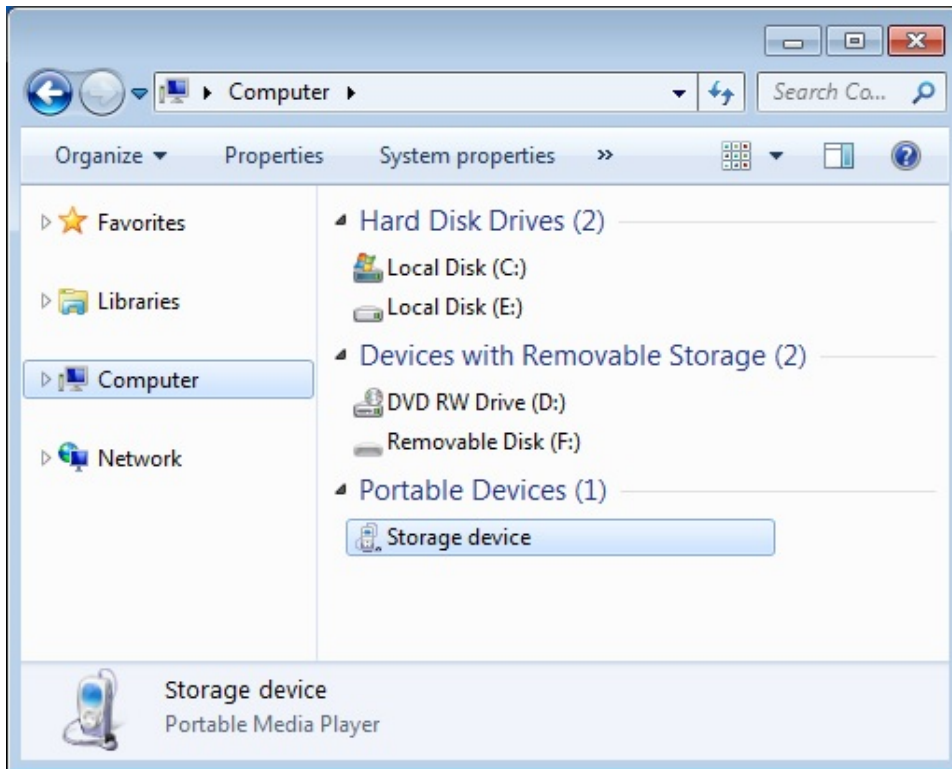 Computer
Search Co...
Organize Properties System properties »
Favorites
Libraries
Computer
Network
Hard Disk Drives (2)
Local Disk (C:)
Local Disk (E:)
Devices with Removable Storage (2)
DVD RW Drive (D:)
Removable Disk (F:)
Portable Devices (1)
Storage device
Storage device
Portable Media Player